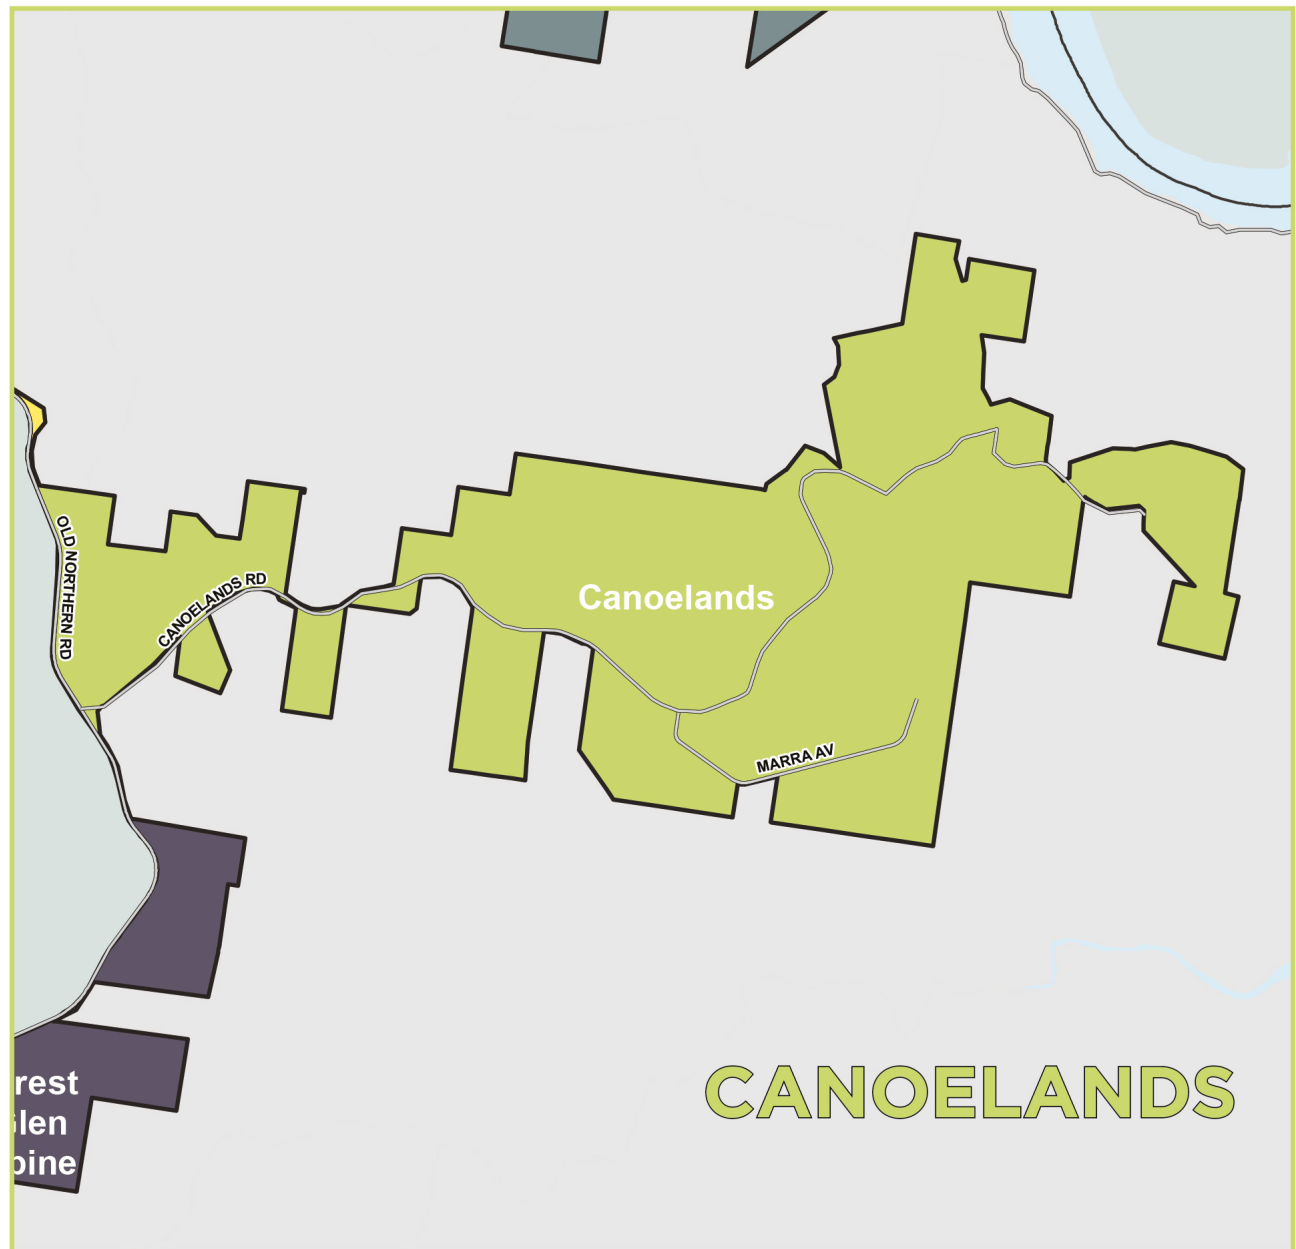 OLD NORTHERN RD
CANOELANDS RD
Canoelands
MARRA AV
rest
len
pine
CANOELANDS